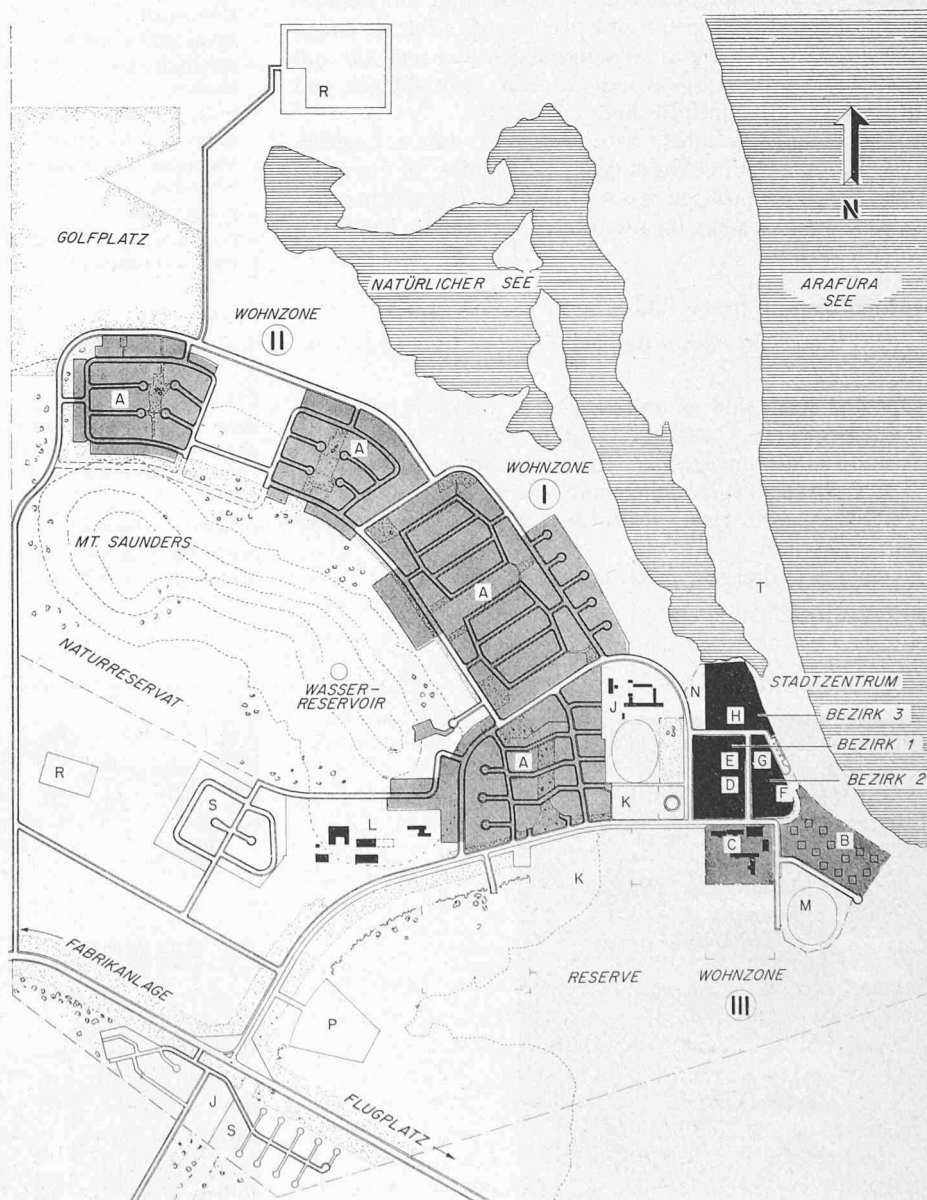 R
N
GOLFPLATZ
NATÜRLICHER SEE
ARAFURA
SEE
WOHNZONE
II
A
A
WOHNZONE
I
MT. SAUNDERS
A
T
NATURRESERVAT
WASSER-
RESERVOIR
N
STADTZENTRUM
J
H
BEZIRK 3
BEZIRK 1
A
E
G
R
D
F
BEZIRK 2
S
K
L
C
B
K
M
FABRIKANLAGE
RESERVE
WOHNZONE
III
P
J
S
FLUGPLATZ